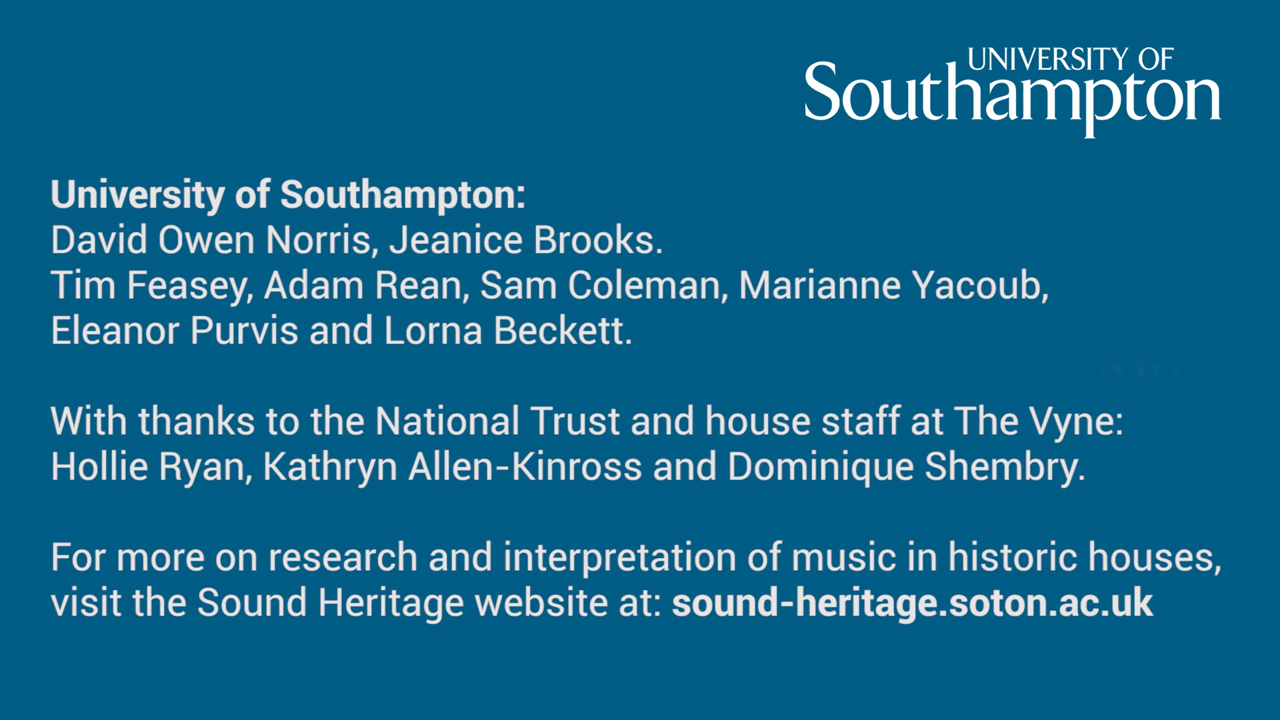 UNIVERSITY OF
Southampton
University of Southampton:
David Owen Norris, Jeanice Brooks.
Tim Feasey, Adam Rean, Sam Coleman, Marianne Yacoub,
Eleanor Purvis and Lorna Beckett.
With thanks to the National Trust and house staff at The Vyne:
Hollie Ryan, Kathryn Allen-Kinross and Dominique Shembry.
For more on research and interpretation of music in historic houses,
visit the Sound Heritage website at: sound-heritage.soton.ac.uk